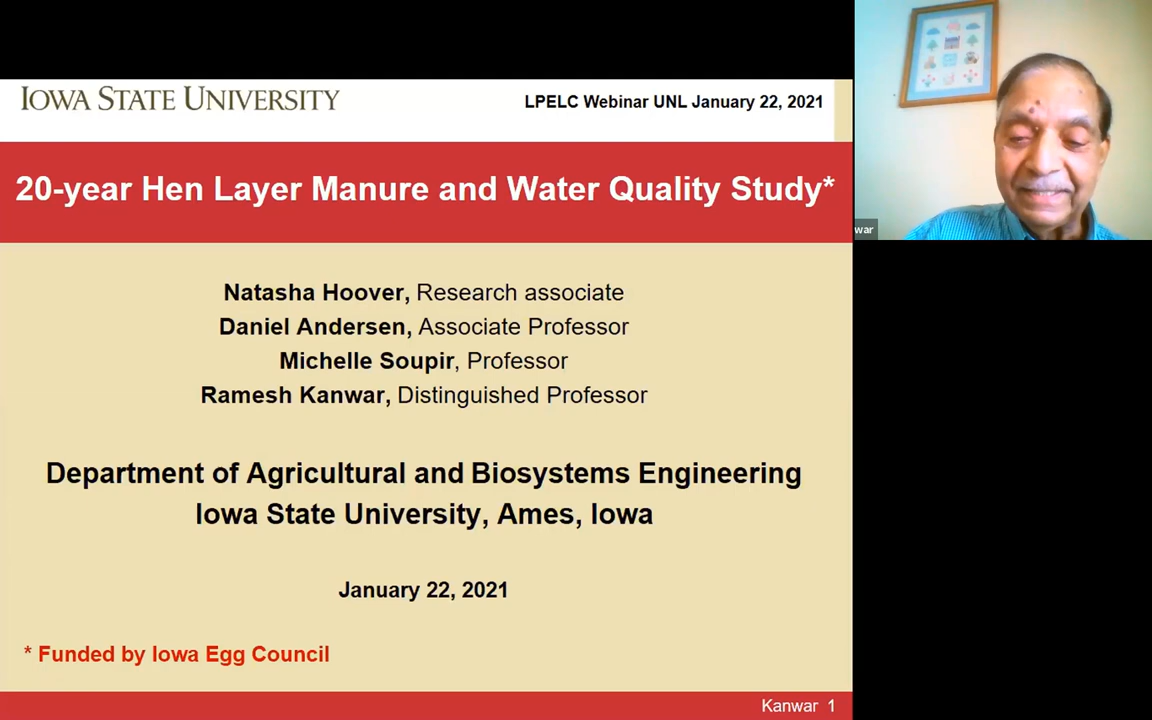 IOWA STATE UNIVERSITY
LPELC Webinar UNL January 22, 2021
20-year Hen Layer Manure and Water Quality Study*
Natasha Hoover, Research associate
Daniel Andersen, Associate Professor
Michelle Soupir, Professor
Ramesh Kanwar, Distinguished Professor
Department of Agricultural and Biosystems Engineering
Iowa State University, Ames, Iowa
January 22, 2021
* Funded by Iowa Egg Council
Kanwar 1
war